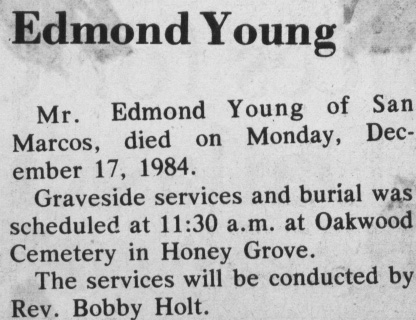 Edmond Young
Mr. Edmond Young of San
Marcos, died on Monday, Dec-
ember 17, 1984.
Graveside services and burial was
scheduled at 11:30 a.m. at Oakwood
Cemetery in Honey Grove.
The services will be conducted by
Rev. Bobby Holt.